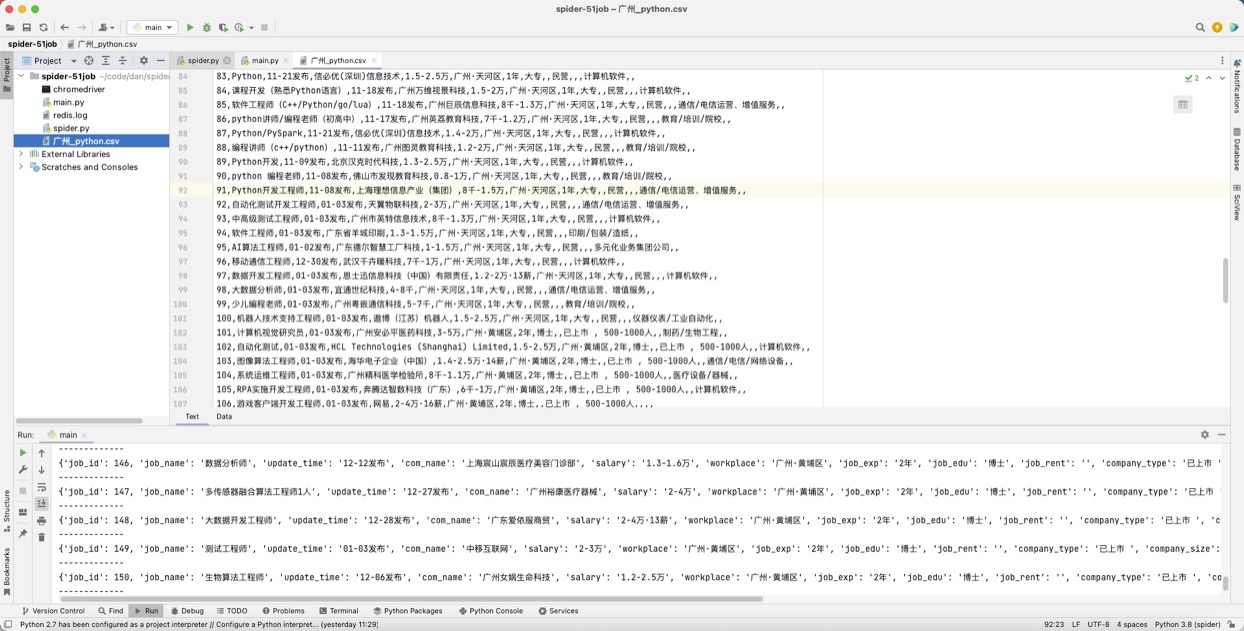 spider-51job – 广州_python.csv
main
spider-51job 广州_python.csv
Project
spider.py main.py 广州_python.csv
spider-51job ~/code/dan/spider
chromedriver
main.py
redis.log
spider.py
广州_python.csv
External Libraries
Scratches and Consoles
Project
Structure
Bookmarks
Notifications
Database
SciView
2
84 83,Python,11-21发布,信必优(深圳)信息技术,1.5-2.5万,广州·天河区,1年,大专,,民营,,,计算机软件,,
85 84,课程开发（熟悉Python语言）,11-18发布,广州万维视景科技,1.5-2万,广州·天河区,1年,大专,,民营,,,计算机软件,,
86 85,软件工程师（C++/Python/go/lua）,11-18发布,广州巨辰信息科技,8千-1.3万,广州·天河区,1年,大专,,民营,,,通信/电信运营、增值服务,,
87 86,python讲师/编程老师（初高中）,11-17发布,广州英荔教育科技,7千-1.2万,广州·天河区,1年,大专,,民营,,,教育/培训/院校,,
88 87,Python/PySpark,11-21发布,信必优(深圳)信息技术,1.4-2万,广州·天河区,1年,大专,,民营,,,计算机软件,,
89 88,编程讲师（c++/python）,11-11发布,广州图灵教育科技,1.2-2万,广州·天河区,1年,大专,,民营,,,教育/培训/院校,,
90 89,Python开发,11-09发布,北京汉克时代科技,1.3-2.5万,广州·天河区,1年,大专,,民营,,,计算机软件,,
91 90,python 编程老师,11-08发布,佛山市发现教育科技,0.8-1万,广州·天河区,1年,大专,,民营,,,教育/培训/院校,,
92 91,Python开发工程师,11-08发布,上海理想信息产业（集团）,8千-1.5万,广州·天河区,1年,大专,,民营,,,通信/电信运营、增值服务,,
93 92,自动化测试开发工程师,01-03发布,天翼物联科技,2-3万,广州·天河区,1年,大专,,民营,,,通信/电信运营、增值服务,,
94 93,中高级测试工程师,01-03发布,广州市英特信息技术,8千-1.3万,广州·天河区,1年,大专,,民营,,,计算机软件,,
95 94,软件工程师,01-03发布,广东省羊城印刷,1.3-1.5万,广州·天河区,1年,大专,,民营,,,印刷/包装/造纸,,
96 95,AI算法工程师,01-02发布,广东德尔智慧工厂科技,1-1.5万,广州·天河区,1年,大专,,民营,,,多元化业务集团公司,,
97 96,移动通信工程师,12-30发布,武汉千卉暖科技,7千-1万,广州·天河区,1年,大专,,民营,,,计算机软件,,
98 97,数据开发工程师,01-03发布,恩士迅信息科技（中国）有限责任,1.2-2万·13薪,广州·天河区,1年,大专,,民营,,,计算机软件,,
99 98,大数据分析师,01-03发布,宜通世纪科技,4-8千,广州·天河区,1年,大专,,民营,,,通信/电信运营、增值服务,,
100 99,少儿编程老师,01-03发布,广州粤嵌通信科技,5-7千,广州·天河区,1年,大专,,民营,,,教育/培训/院校,,
101 100,机器人技术支持工程师,01-03发布,遨博（江苏）机器人,1.5-2.5万,广州·天河区,1年,大专,,民营,,,仪器仪表/工业自动化,,
102 101,计算机视觉研究员,01-03发布,广州安必平医药科技,3-5万,广州·黄埔区,2年,博士,,已上市 , 500-1000人,,制药/生物工程,,
103 102,自动化测试,01-03发布,HCL Technologies (Shanghai) Limited,1.5-2.5万,广州·黄埔区,2年,博士,,已上市 , 500-1000人,,计算机软件,,
104 103,图像算法工程师,01-03发布,海华电子企业（中国）,1.4-2.5万·14薪,广州·黄埔区,2年,博士,,已上市 , 500-1000人,,通信/电信/网络设备,,
105 104,系统运维工程师,01-03发布,广州精科医学检验所,8千-1.1万,广州·黄埔区,2年,博士,,已上市 , 500-1000人,,医疗设备/器械,,
106 105,RPA实施开发工程师,01-03发布,奔腾达智数科技（广东）,6千-1万,广州·黄埔区,2年,博士,,已上市 , 500-1000人,,计算机软件,,
107 106,游戏客户端开发工程师,01-03发布,网易,2-4万·16薪,广州·黄埔区,2年,博士,,已上市 , 500-1000人,,,,
Text Data
Run: main
-------------
{'job_id': 146, 'job_name': '数据分析师', 'update_time': '12-12发布', 'com_name': '上海宸山宸辰医疗美容门诊部', 'salary': '1.3-1.6万', 'workplace': '广州·黄埔区', 'job_exp': '2年', 'job_edu': '博士', 'job_rent': '', 'company_type': '已上市 '
-------------
{'job_id': 147, 'job_name': '多传感器融合算法工程师1人', 'update_time': '12-27发布', 'com_name': '广州裕康医疗器械', 'salary': '2-4万', 'workplace': '广州·黄埔区', 'job_exp': '2年', 'job_edu': '博士', 'job_rent': '', 'company_type': '已上市
-------------
{'job_id': 148, 'job_name': '大数据开发工程师', 'update_time': '12-28发布', 'com_name': '广东爱依服商贸', 'salary': '2-4万·13薪', 'workplace': '广州·黄埔区', 'job_exp': '2年', 'job_edu': '博士', 'job_rent': '', 'company_type': '已上市 ', 'c
-------------
{'job_id': 149, 'job_name': '测试工程师', 'update_time': '01-03发布', 'com_name': '中移互联网', 'salary': '2-3万', 'workplace': '广州·黄埔区', 'job_exp': '2年', 'job_edu': '博士', 'job_rent': '', 'company_type': '已上市 ', 'company_size':
-------------
{'job_id': 150, 'job_name': '生物算法工程师', 'update_time': '12-06发布', 'com_name': '广州女娲生命科技', 'salary': '1.2-2.5万', 'workplace': '广州·黄埔区', 'job_exp': '2年', 'job_edu': '博士', 'job_rent': '', 'company_type': '已上市 ', 'co
-------------
Version Control Find Run Debug TODO Problems Terminal Python Packages Python Console Services
Python 2.7 has been configured as a project interpreter // Configure a Python interpret... (yesterday 11:29) 92:23 LF UTF-8 4 spaces Python 3.8 (spider)